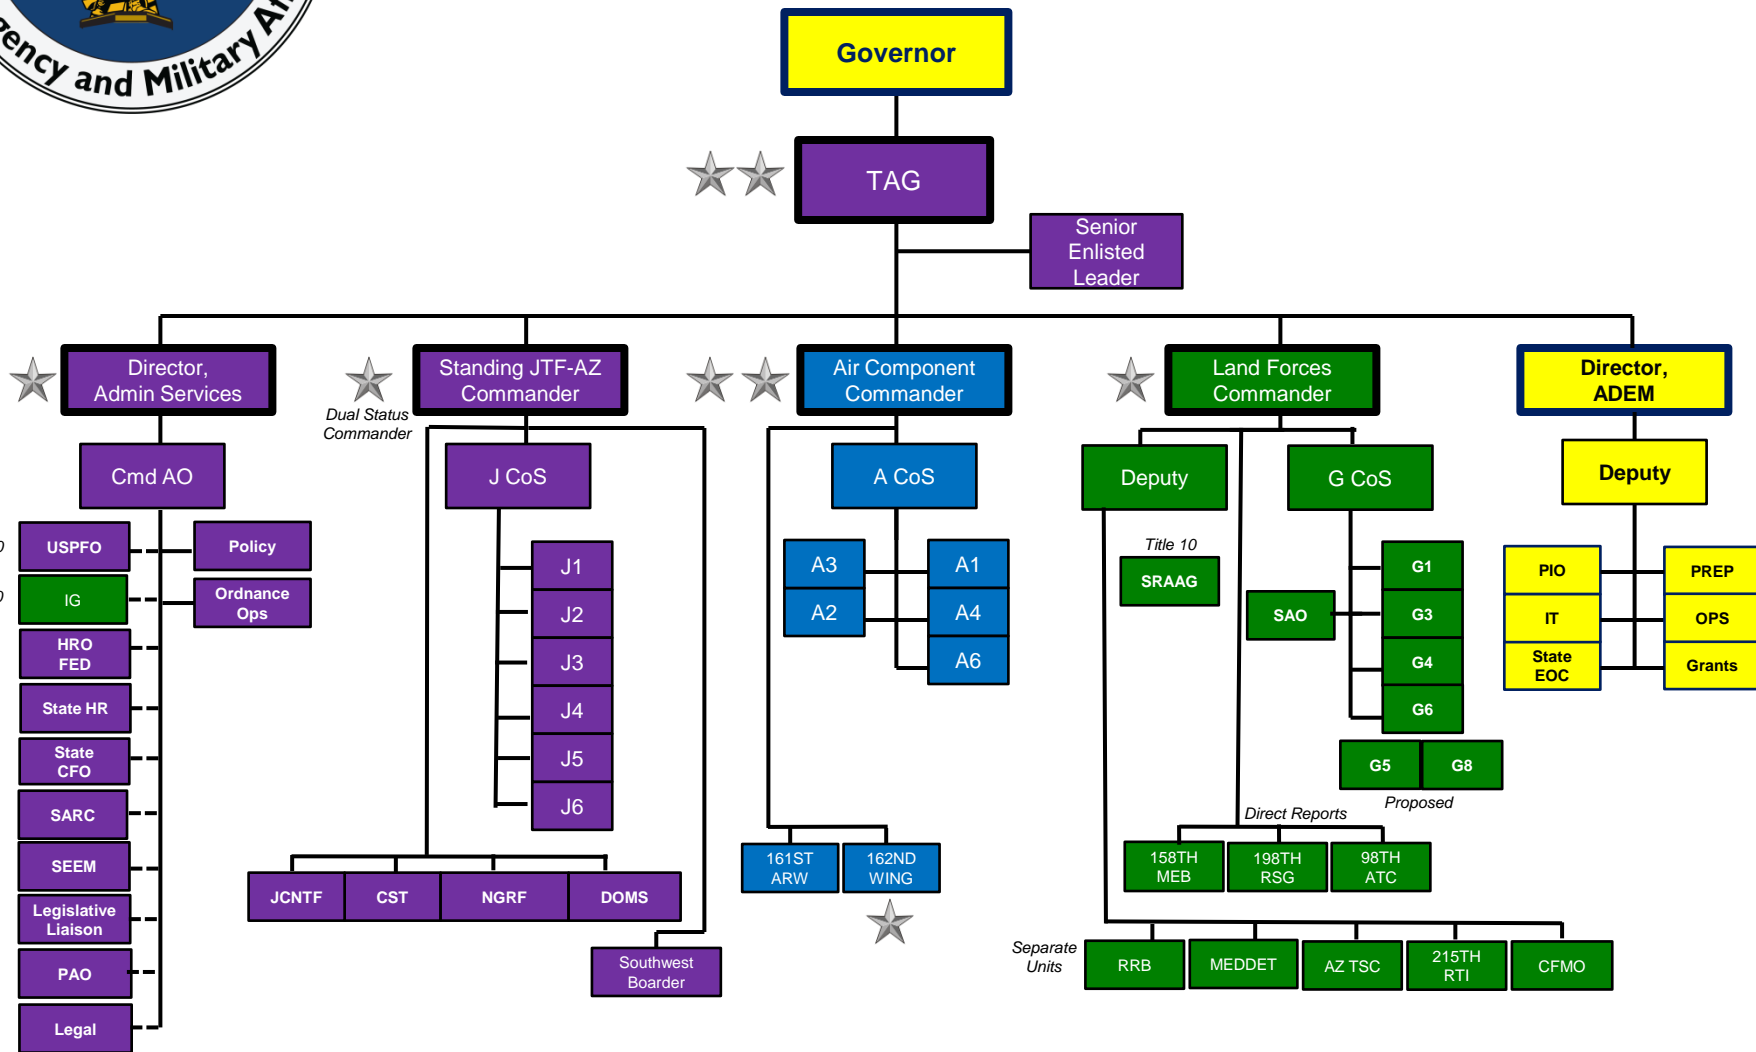 gency and Military Af
Governor
TAG
Senior
Enlisted
Leader
Director,
Admin Services
Standing JTF-AZ
Commander
Air Component
Commander
Land Forces
Commander
Director,
ADEM
Dual Status
Commander
Cmd AO
J CoS
A CoS
Deputy
G CoS
Deputy
0
USPFO
Policy
0
IG
Ordnance
Ops
HRO
FED
State HR
State
CFO
SARC
SEEM
Legislative
Liaison
PAO
Legal
J1
J2
J3
J4
J5
J6
JCNTF
CST
NGRF
DOMS
Southwest
Boarder
A3
A1
A2
A4
A6
161ST
ARW
162ND
WING
Title 10
SRAAG
SAO
G1
G3
G4
G6
G5
G8
Proposed
Direct Reports
158TH
MEB
198TH
RSG
98TH
ATC
Separate
Units
RRB
MEDDET
AZ TSC
215TH
RTI
CFMO
PIO
PREP
IT
OPS
State
EOC
Grants